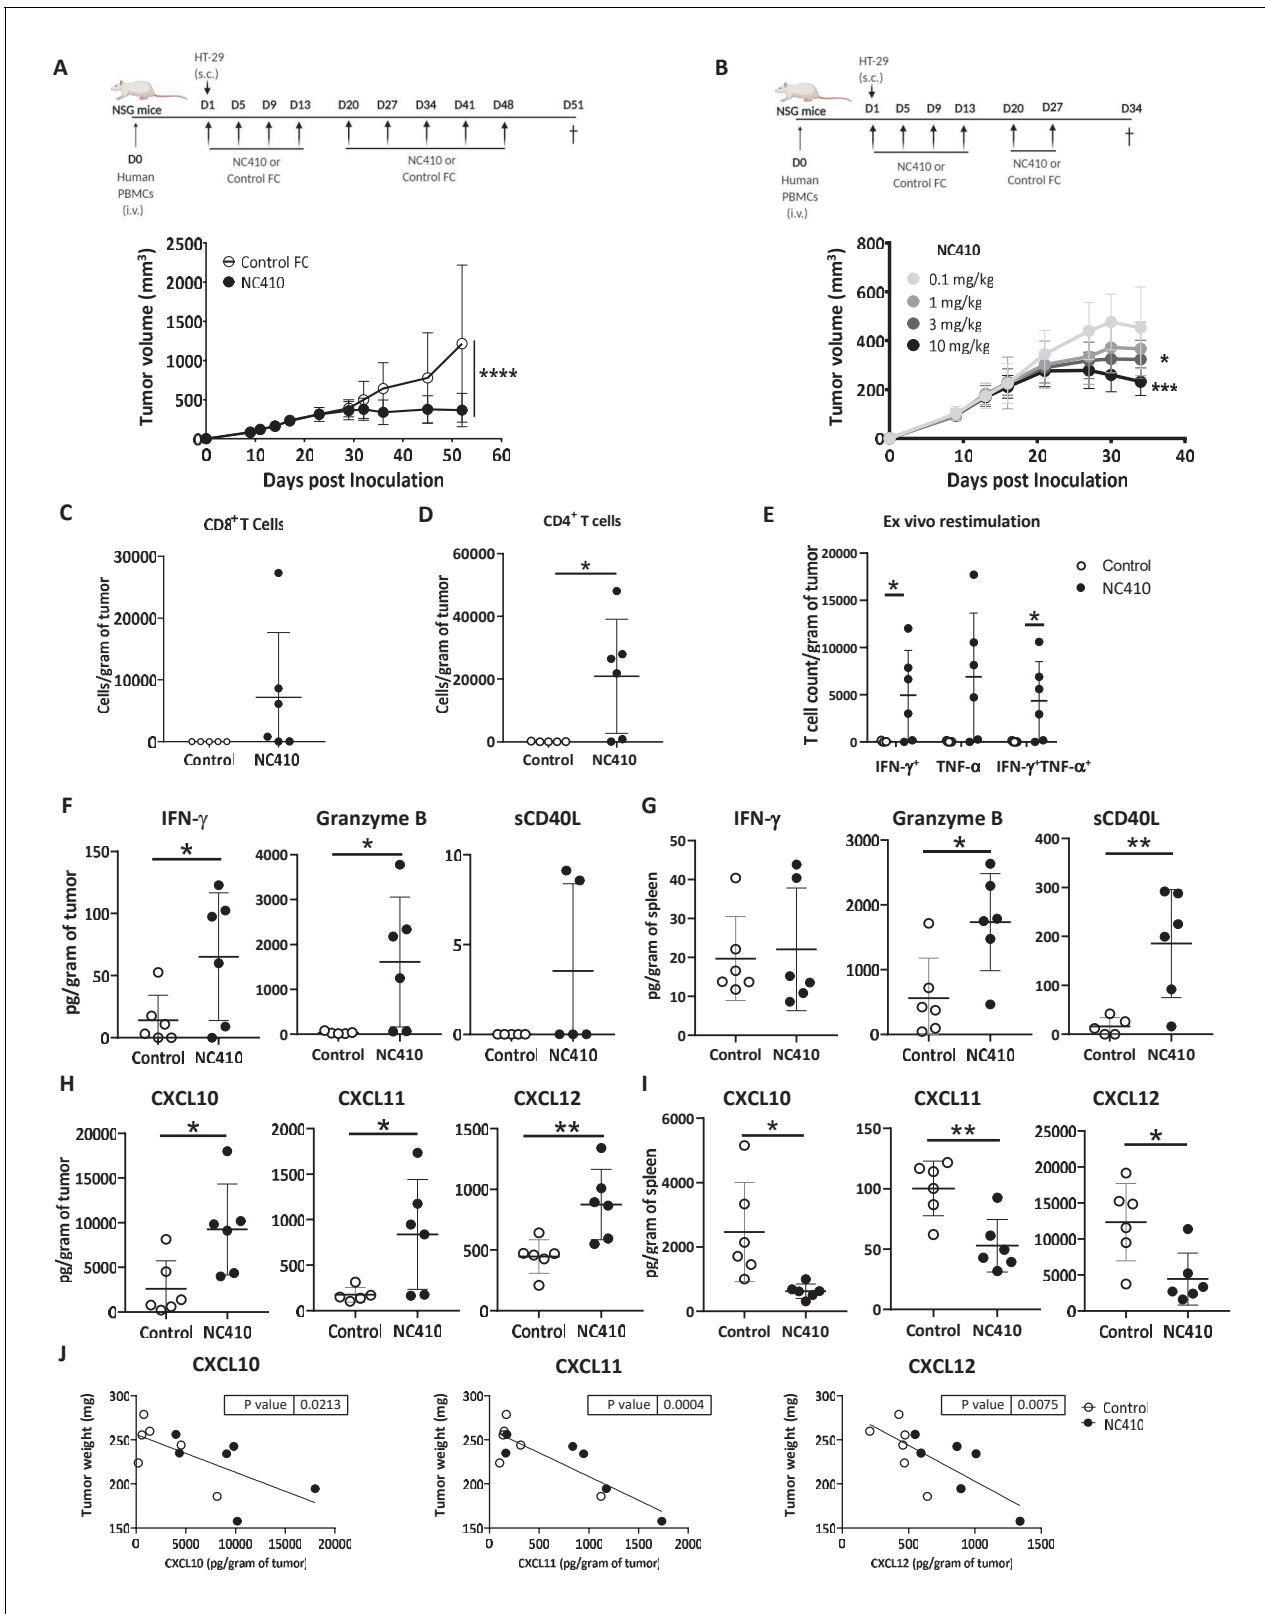 A
HT-29
(s.c.)
D1 D5 D9 D13 D20 D27 D34 D41 D48 D51
NSG mice
D0
Human
PBMCs
(i.v.)
NC410 or
Control FC
NC410 or
Control FC
Tumor volume (mm³)
2500
2000
1500
1000
500
0
Control FC
NC410
****
0 10 20 30 40 50 60
Days post Inoculation
B
HT-29
(s.c.)
D1 D5 D9 D13 D20 D27 D34
NSG mice
D0
Human
PBMCs
(i.v.)
NC410 or
Control FC
NC410 or
Control FC
Tumor volume (mm³)
800
600
400
200
0
NC410
0.1 mg/kg
1 mg/kg
3 mg/kg
10 mg/kg
*
***
0 10 20 30 40
Days post Inoculation
C
CD8⁺ T Cells
Cells/gram of tumor
30000
20000
10000
0
Control NC410
D
CD4⁺ T cells
Cells/gram of tumor
60000
40000
20000
0
*
Control NC410
E
Ex vivo restimulation
T cell count/gram of tumor
20000
15000
10000
5000
0
* *
Control
NC410
IFN-γ⁺ TNF-α IFN-γ⁺TNF-α⁺
F
IFN-γ
pg/gram of tumor
150
100
50
0
*
Control NC410
Granzyme B
4000
3000
2000
1000
0
*
Control NC410
sCD40L
10
5
0
Control NC410
G
IFN-γ
pg/gram of spleen
50
40
30
20
10
0
Control NC410
Granzyme B
3000
2000
1000
0
*
Control NC410
sCD40L
400
300
200
100
0
**
Control NC410
H
CXCL10
pg/gram of tumor
20000
15000
10000
5000
0
*
Control NC410
CXCL11
2000
1500
1000
500
0
*
Control NC410
CXCL12
1500
1000
500
0
**
Control NC410
I
CXCL10
pg/gram of spleen
6000
4000
2000
0
*
Control NC410
CXCL11
150
100
50
0
**
Control NC410
CXCL12
25000
20000
15000
10000
5000
0
*
Control NC410
J
CXCL10
Tumor weight (mg)
300
250
200
150
P value 0.0213
0 5000 10000 15000 20000
CXCL10 (pg/gram of tumor)
CXCL11
Tumor weight (mg)
300
250
200
150
P value 0.0004
0 500 1000 1500 2000
CXCL11 (pg/gram of tumor)
CXCL12
Tumor weight (mg)
300
250
200
150
P value 0.0075
Control
NC410
0 500 1000 1500
CXCL12 (pg/gram of tumor)